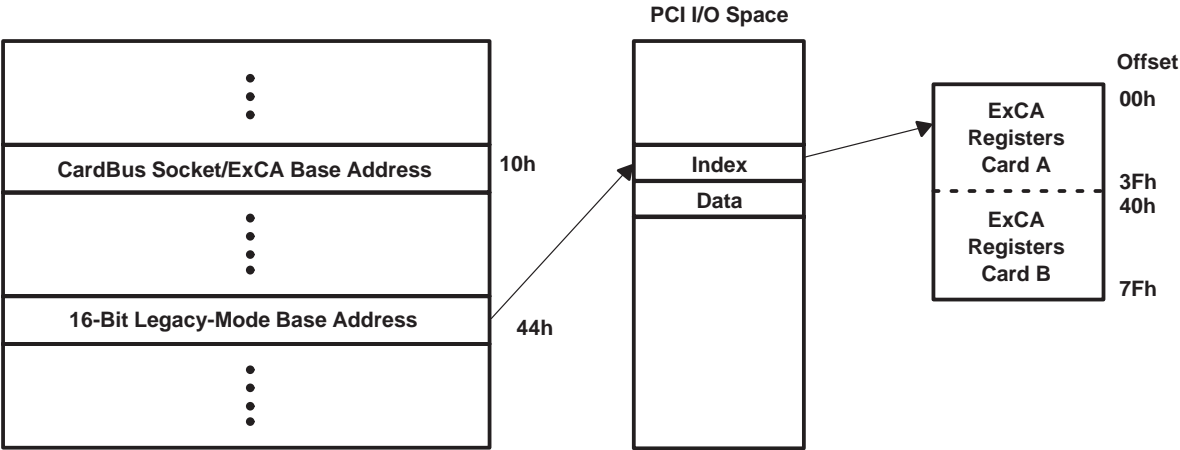 PCI I/O Space
Offset
CardBus Socket/ExCA Base Address
10h
16-Bit Legacy-Mode Base Address
44h
Index
Data
ExCA
Registers
Card A
ExCA
Registers
Card B
00h
3Fh
40h
7Fh